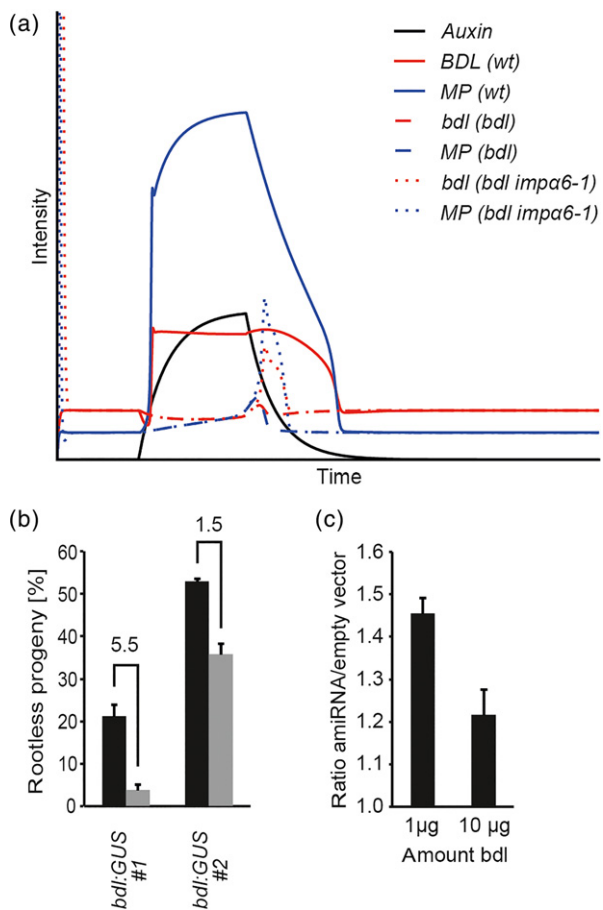 (a)
Auxin
BDL (wt)
MP (wt)
bdl (bdl)
MP (bdl)
bdl (bdl impα6-1)
MP (bdl impα6-1)
Intensity
Time
(b)
Rootless progeny [%]
60
50
40
30
20
10
0
5.5
1.5
bdl:GUS #1
bdl:GUS #2
(c)
Ratio amiRNA/empty vector
1.6
1.5
1.4
1.3
1.2
1.1
1.0
1µg
10 µg
Amount bdl